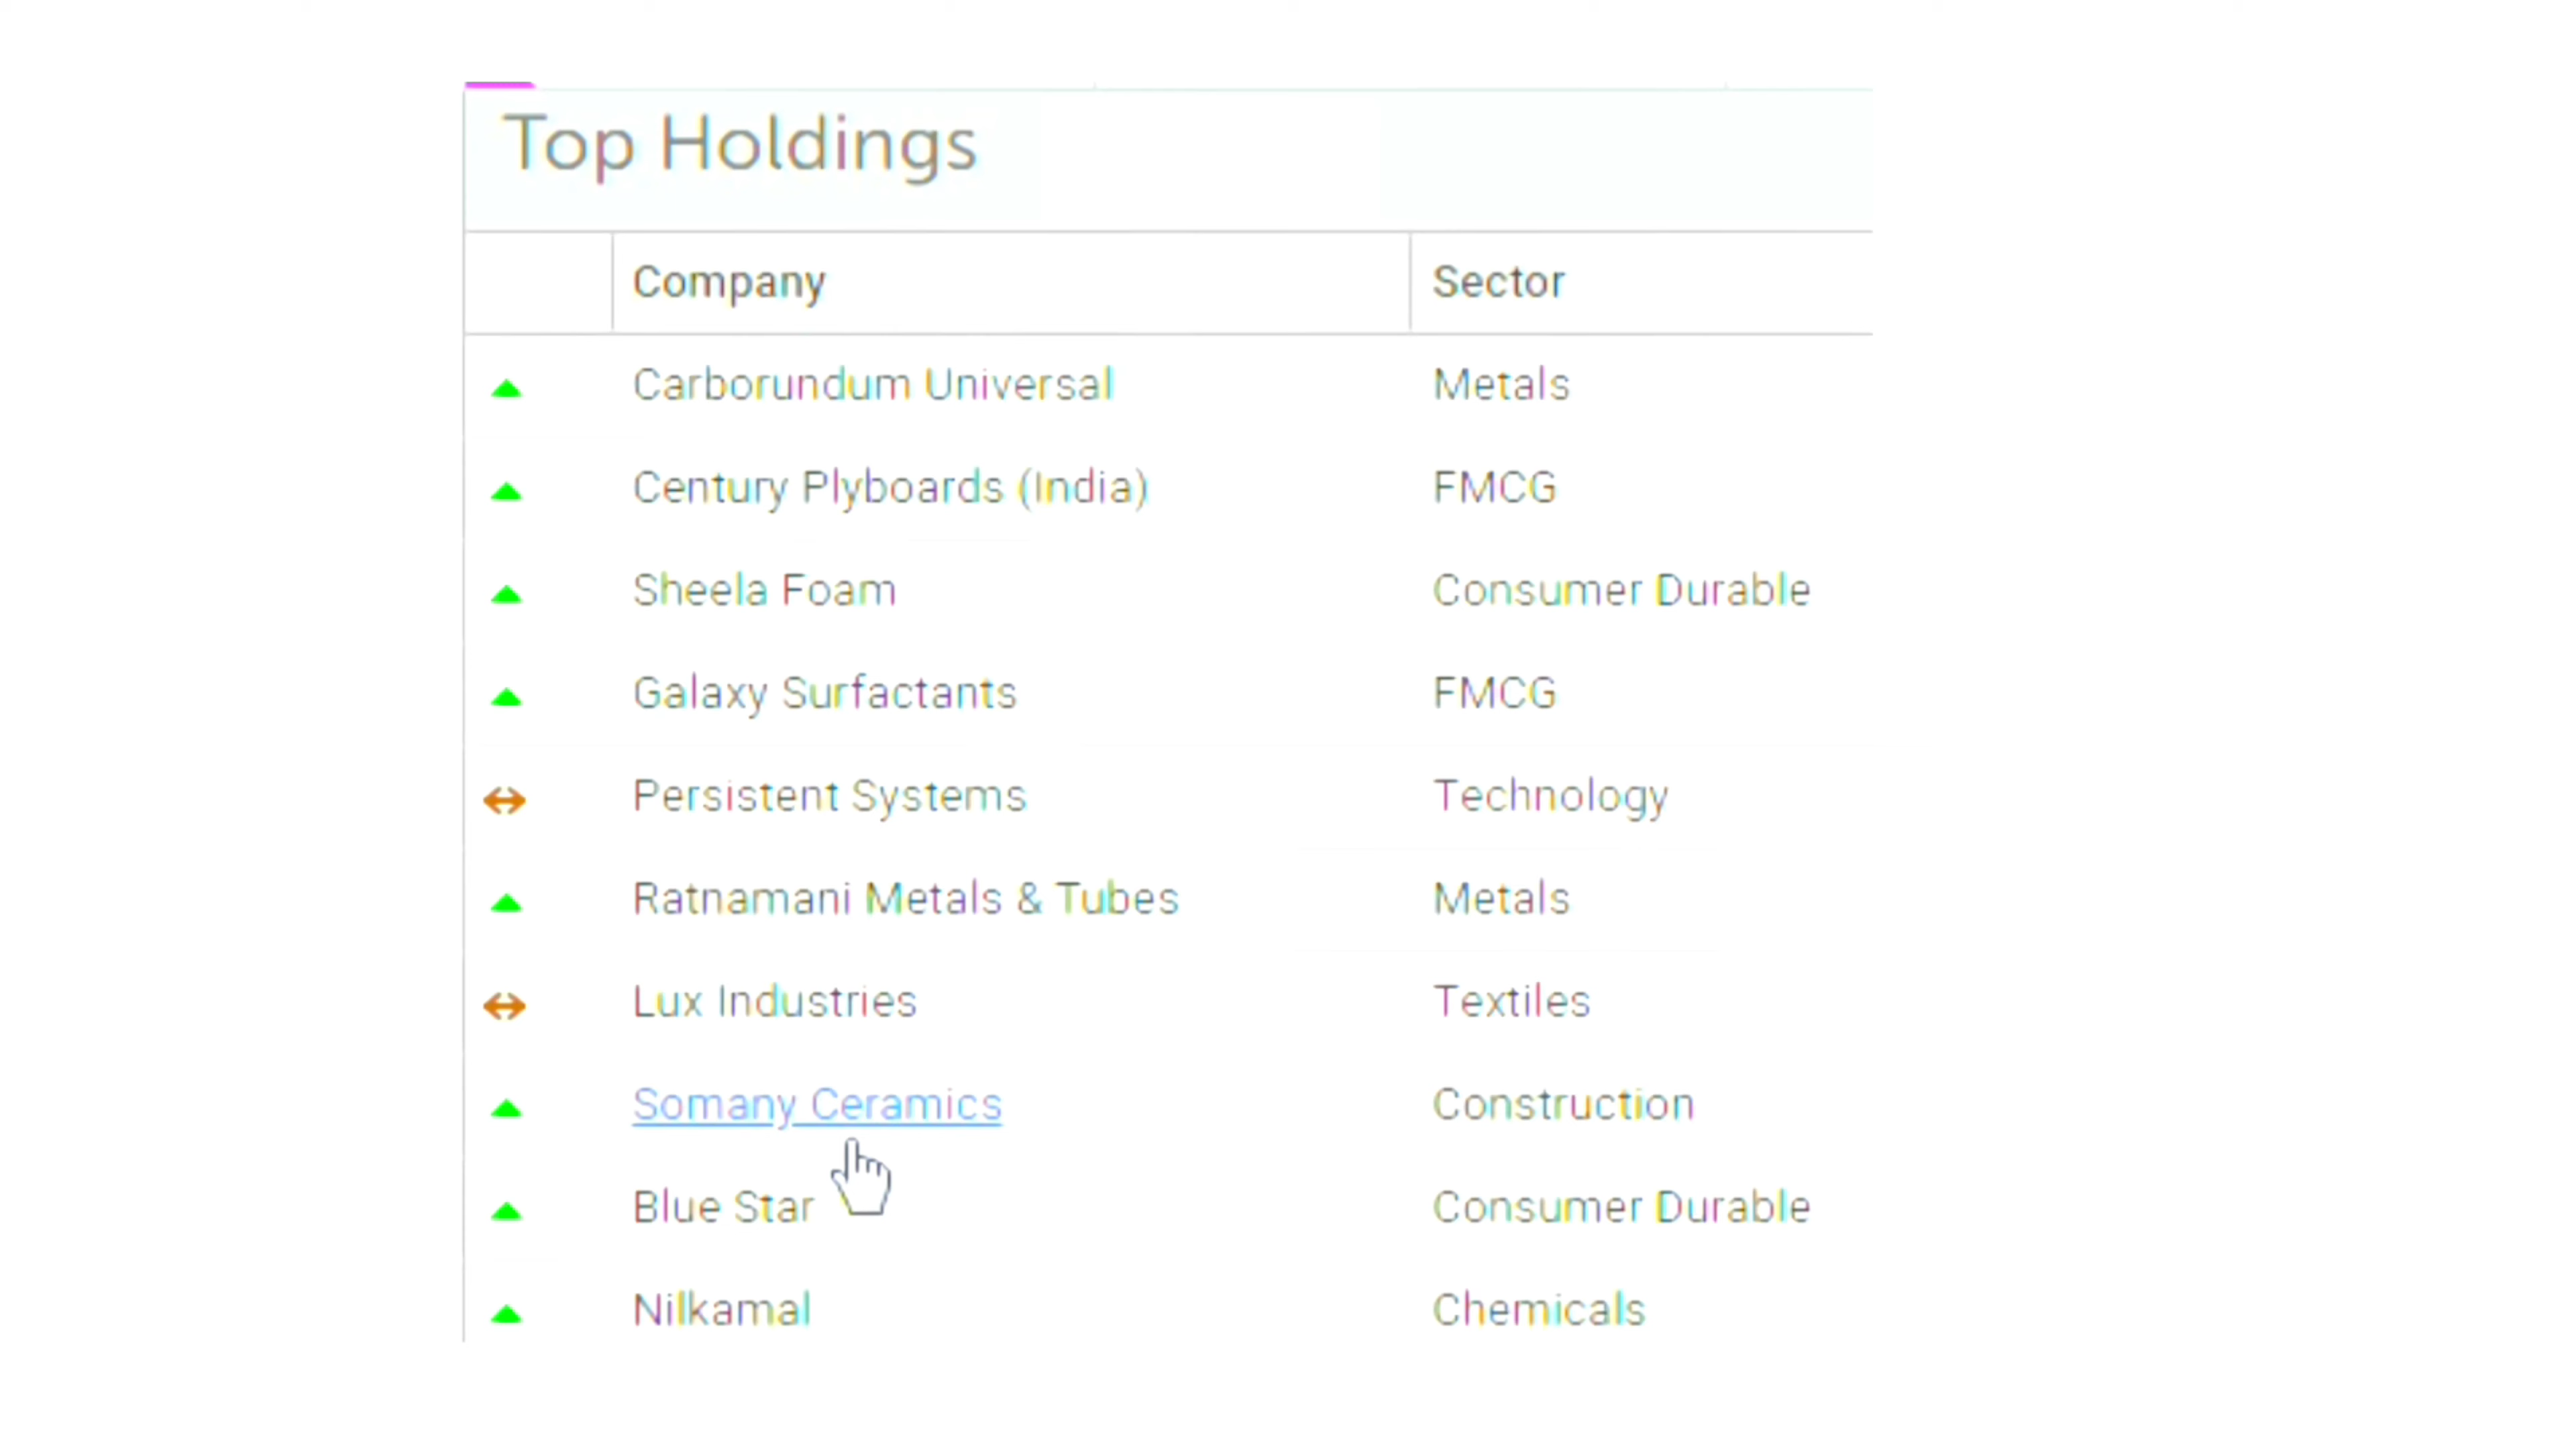 Top Holdings
Company Sector
Carborundum Universal Metals
Century Plyboards (India) FMCG
Sheela Foam Consumer Durable
Galaxy Surfactants FMCG
Persistent Systems Technology
Ratnamani Metals & Tubes Metals
Lux Industries Textiles
Somany Ceramics Construction
Blue Star Consumer Durable
Nilkamal Chemicals